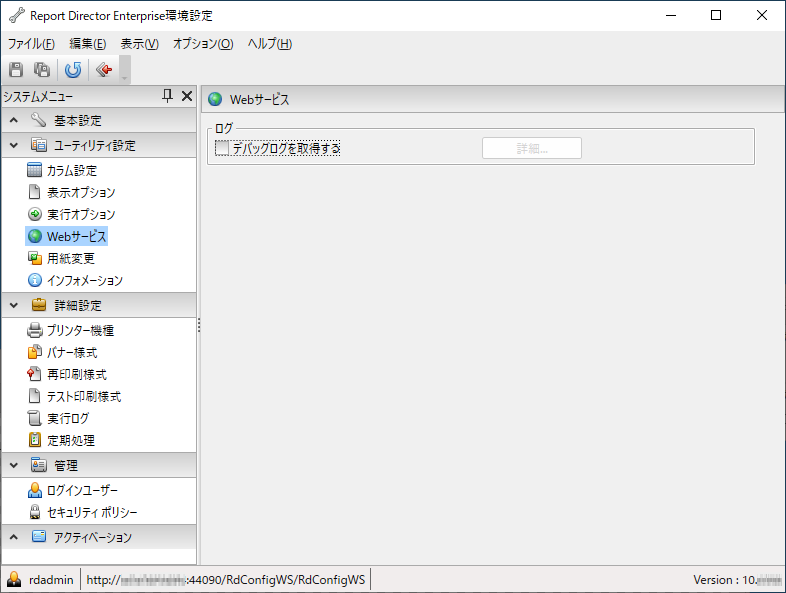 Report Director Enterprise環境設定
ファイル(F) 編集(E) 表示(V) オプション(O) ヘルプ(H)
システムメニュー
基本設定
ユーティリティ設定
カラム設定
表示オプション
実行オプション
Webサービス
用紙変更
インフォメーション
詳細設定
プリンター機種
バナー様式
再印刷様式
テスト印刷様式
実行ログ
定期処理
管理
ログインユーザー
セキュリティ ポリシー
アクティベーション
Webサービス
ログ
デバッグログを取得する 詳細...
rdadmin http:// :44090/RdConfigWS/RdConfigWS Version : 10.